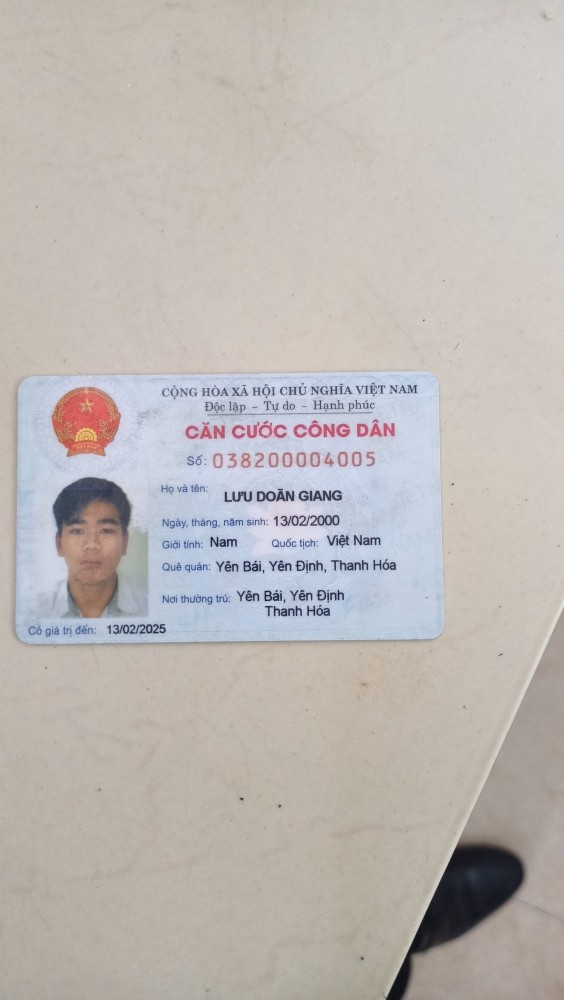 CỘNG HÒA XÃ HỘI CHỦ NGHĨA VIỆT NAM
Độc lập – Tự do – Hạnh phúc
CĂN CƯỚC CÔNG DÂN
Số: 038200004005
Họ và tên: LƯU DOÃN GIANG
Ngày, tháng, năm sinh: 13/02/2000
Giới tính: Nam Quốc tịch: Việt Nam
Quê quán: Yên Bái, Yên Định, Thanh Hóa
Nơi thường trú: Yên Bái, Yên Định
Thanh Hóa
Có giá trị đến: 13/02/2025